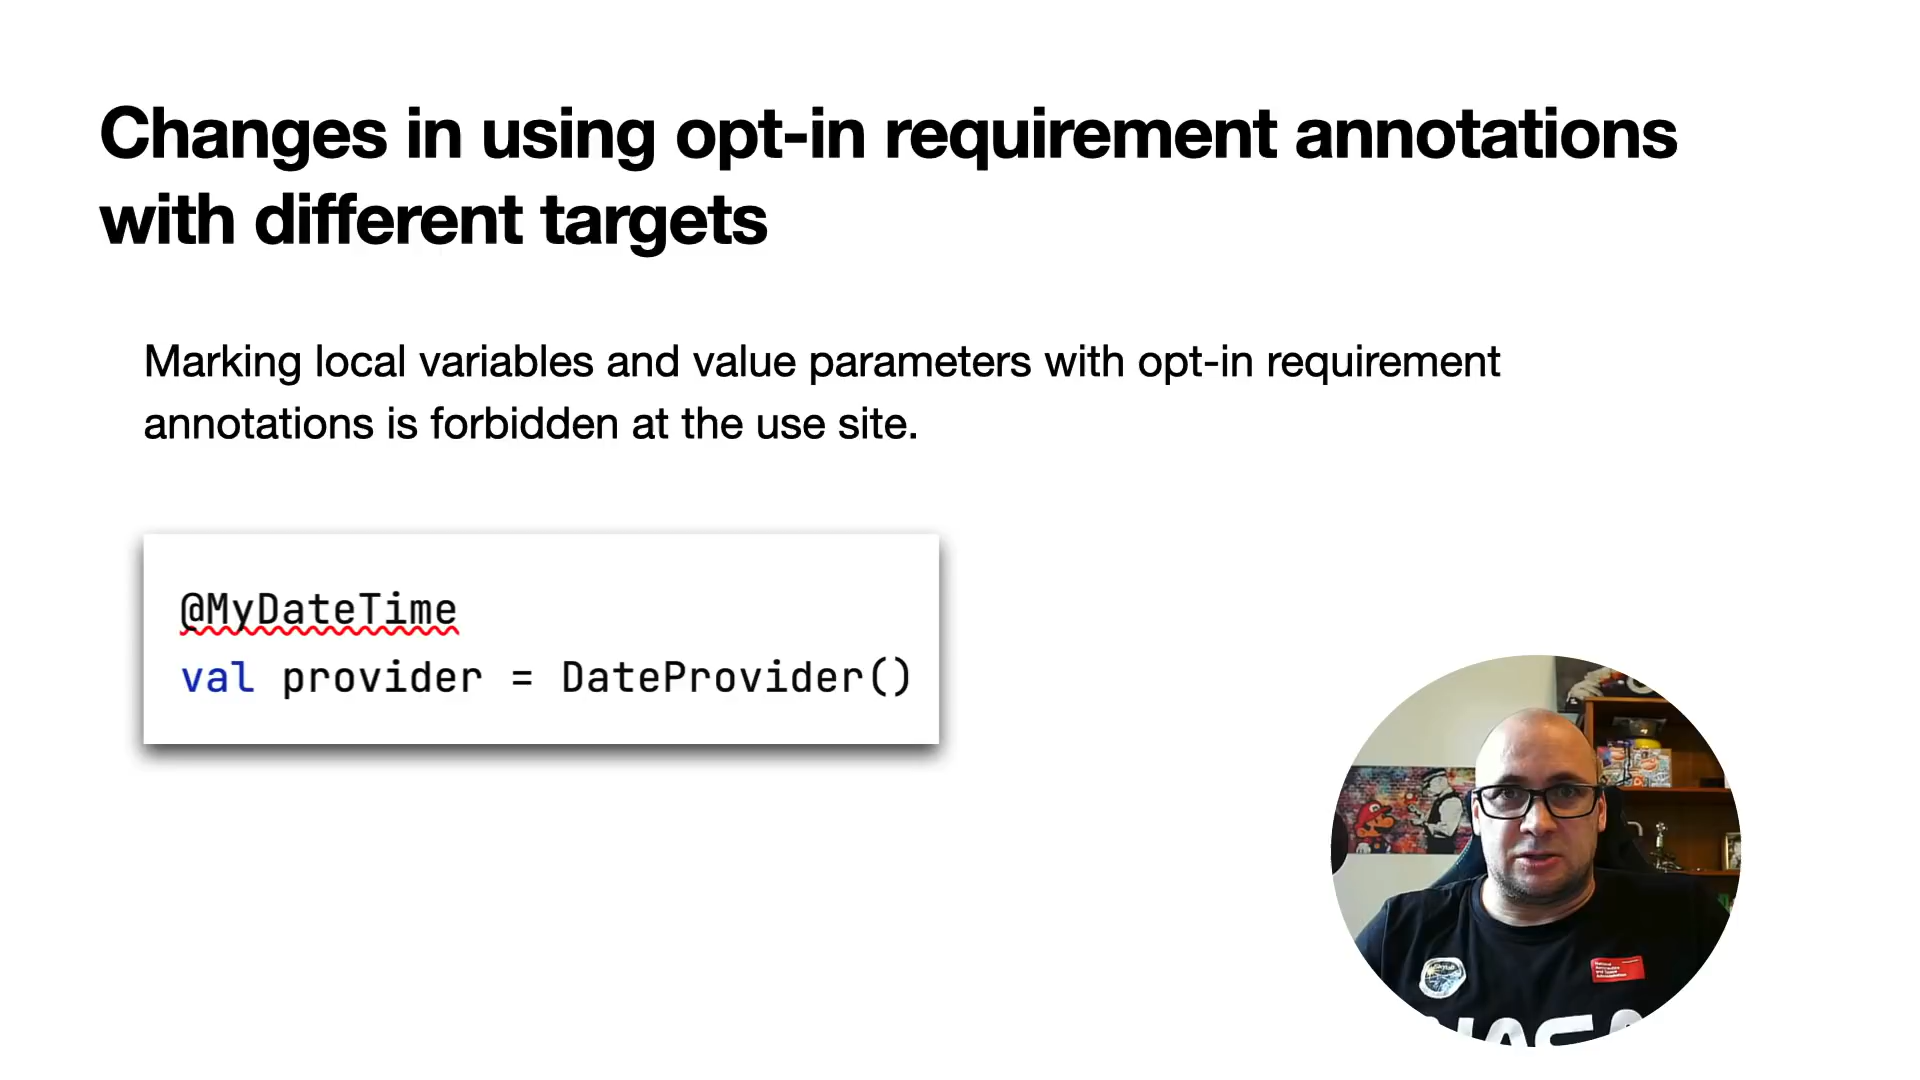 Changes in using opt-in requirement annotations
with different targets
Marking local variables and value parameters with opt-in requirement
annotations is forbidden at the use site.
@MyDateTime
val provider = DateProvider()